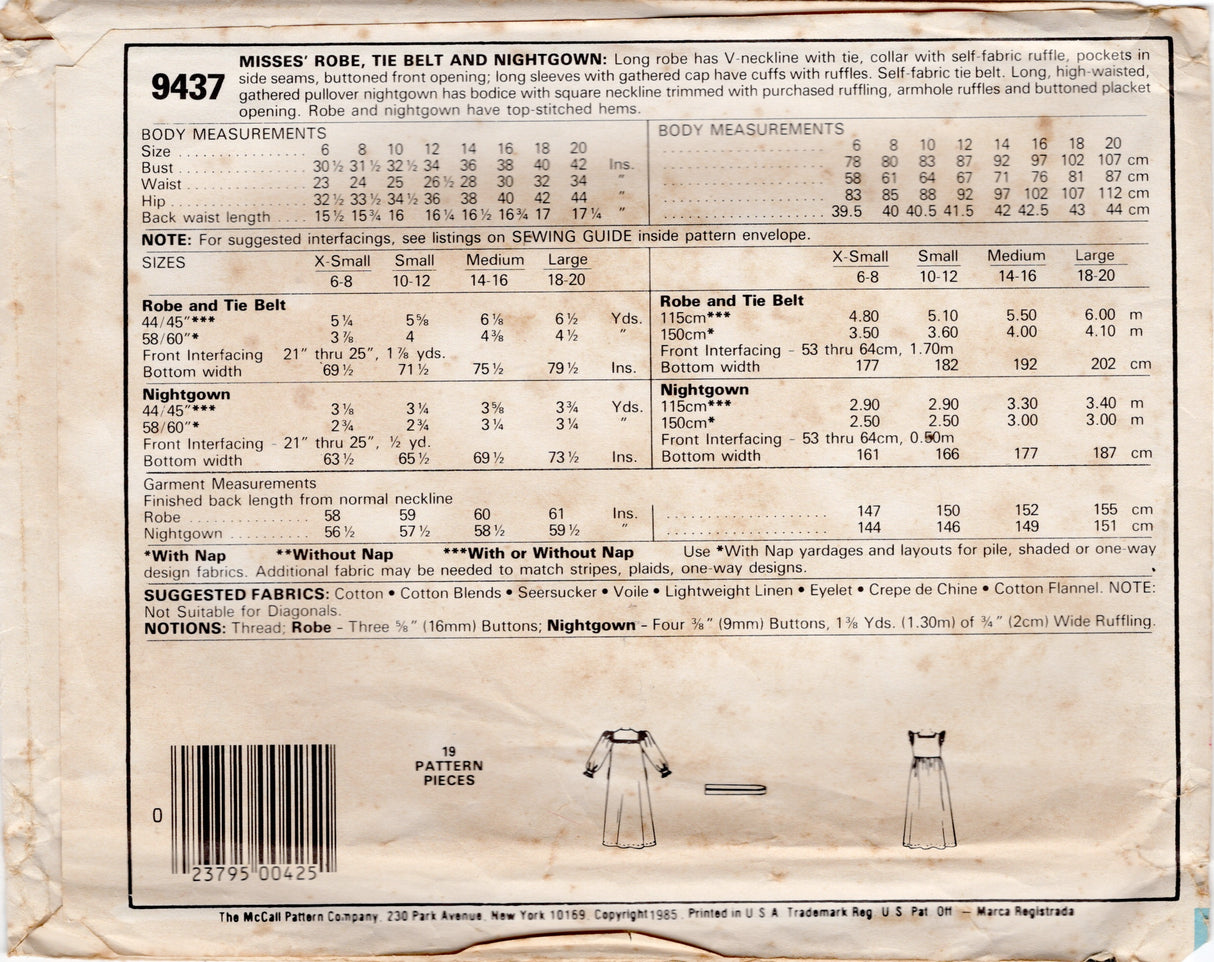 9437
MISSES' ROBE, TIE BELT AND NIGHTGOWN: Long robe has V-neckline with tie, collar with self-fabric ruffle, pockets in
side seams, buttoned front opening; long sleeves with gathered cap have cuffs with ruffles. Self-fabric tie belt. Long, high-waisted,
gathered pullover nightgown has bodice with square neckline trimmed with purchased ruffling, armhole ruffles and buttoned placket
opening. Robe and nightgown have top-stitched hems.
BODY MEASUREMENTS BODY MEASUREMENTS
Size ............... 6 8 10 12 14 16 18 20 ............... 6 8 10 12 14 16 18 20
Bust ............... 30½ 31½ 32½ 34 36 38 40 42 Ins. ............... 78 80 83 87 92 97 102 107 cm
Waist ............... 23 24 25 26½ 28 30 32 34 " ............... 58 61 64 67 71 76 81 87 cm
Hip ............... 32½ 33½ 34½ 36 38 40 42 44 " ............... 83 85 88 92 97 102 107 112 cm
Back waist length .... 15½ 15¾ 16 16¼ 16½ 16¾ 17 17¼ " ............... 39.5 40 40.5 41.5 42 42.5 43 44 cm
NOTE: For suggested interfacings, see listings on SEWING GUIDE inside pattern envelope.
SIZES X-Small Small Medium Large X-Small Small Medium Large
6-8 10-12 14-16 18-20 6-8 10-12 14-16 18-20
Robe and Tie Belt Robe and Tie Belt
44/45"*** 5¼ 5⅝ 6⅛ 6½ Yds. 115cm*** 4.80 5.10 5.50 6.00 m
58/60"* 3⅞ 4 4⅜ 4½ " 150cm* 3.50 3.60 4.00 4.10 m
Front Interfacing 21" thru 25", 1⅞ yds. Front Interfacing - 53 thru 64cm, 1.70m
Bottom width 69½ 71½ 75½ 79½ Ins. Bottom width 177 182 192 202 cm
Nightgown Nightgown
44/45"*** 3⅛ 3¼ 3⅝ 3¾ Yds. 115cm*** 2.90 2.90 3.30 3.40 m
58/60"* 2¾ 2¾ 3¼ 3¼ " 150cm* 2.50 2.50 3.00 3.00 m
Front Interfacing - 21" thru 25", ½ yd. Front Interfacing - 53 thru 64cm, 0.50m
Bottom width 63½ 65½ 69½ 73½ Ins. Bottom width 161 166 177 187 cm
Garment Measurements
Finished back length from normal neckline
Robe ............... 58 59 60 61 Ins. ............... 147 150 152 155 cm
Nightgown .......... 56½ 57½ 58½ 59½ " ............... 144 146 149 151 cm
*With Nap **Without Nap ***With or Without Nap Use *With Nap yardages and layouts for pile, shaded or one-way
design fabrics. Additional fabric may be needed to match stripes, plaids, one-way designs.
SUGGESTED FABRICS: Cotton • Cotton Blends • Seersucker • Voile • Lightweight Linen • Eyelet • Crepe de Chine • Cotton Flannel. NOTE:
Not Suitable for Diagonals.
NOTIONS: Thread; Robe - Three ⅝" (16mm) Buttons; Nightgown - Four ⅜" (9mm) Buttons, 1⅜ Yds. (1.30m) of ¾" (2cm) Wide Ruffling.
19
PATTERN
PIECES
0
23795 00425
The McCall Pattern Company, 230 Park Avenue, New York 10169. Copyright 1985. Printed in U S A Trademark Reg. U.S. Pat. Off — Marca Registrada